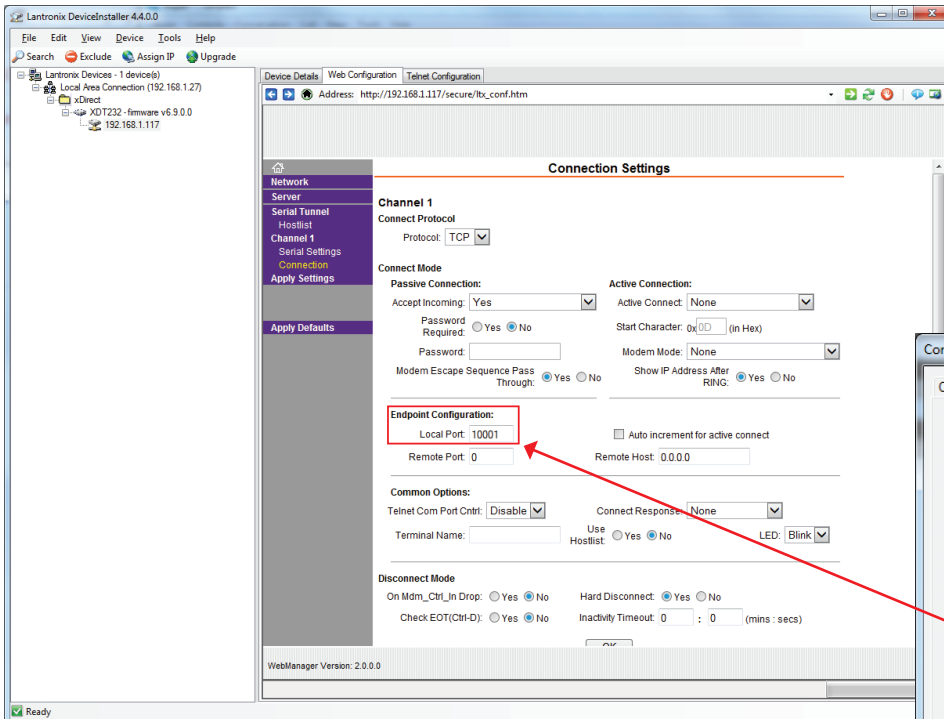 Lantronix DeviceInstaller 4.4.0.0
File Edit View Device Tools Help
Search Exclude Assign IP Upgrade
Lantronix Devices - 1 device(s)
Local Area Connection (192.168.1.27)
xDirect
XDT232 - firmware v6.9.0.0
192.168.1.117
Device Details Web Configuration Telnet Configuration
Address: http://192.168.1.117/secure/ltx_conf.htm
Network
Server
Serial Tunnel
Hostlist
Channel 1
Serial Settings
Connection
Apply Settings
Apply Defaults
Connection Settings
Channel 1
Connect Protocol
Protocol: TCP
Connect Mode
Passive Connection: Active Connection:
Accept Incoming: Yes Active Connect: None
Password Required: Yes No Start Character: 0x 0D (in Hex)
Password: Modem Mode: None
Modem Escape Sequence Pass Through: Yes No Show IP Address After RING: Yes No
Endpoint Configuration:
Local Port: 10001 Auto increment for active connect
Remote Port: 0 Remote Host: 0.0.0.0
Common Options:
Telnet Com Port Cntrl: Disable Connect Response: None
Terminal Name: Use Hostlist: Yes No LED: Blink
Disconnect Mode
On Mdm_Ctrl_In Drop: Yes No Hard Disconnect: Yes No
Check EOT(Ctrl-D): Yes No Inactivity Timeout: 0 : 0 (mins : secs)
OK
WebManager Version: 2.0.0.0
Ready